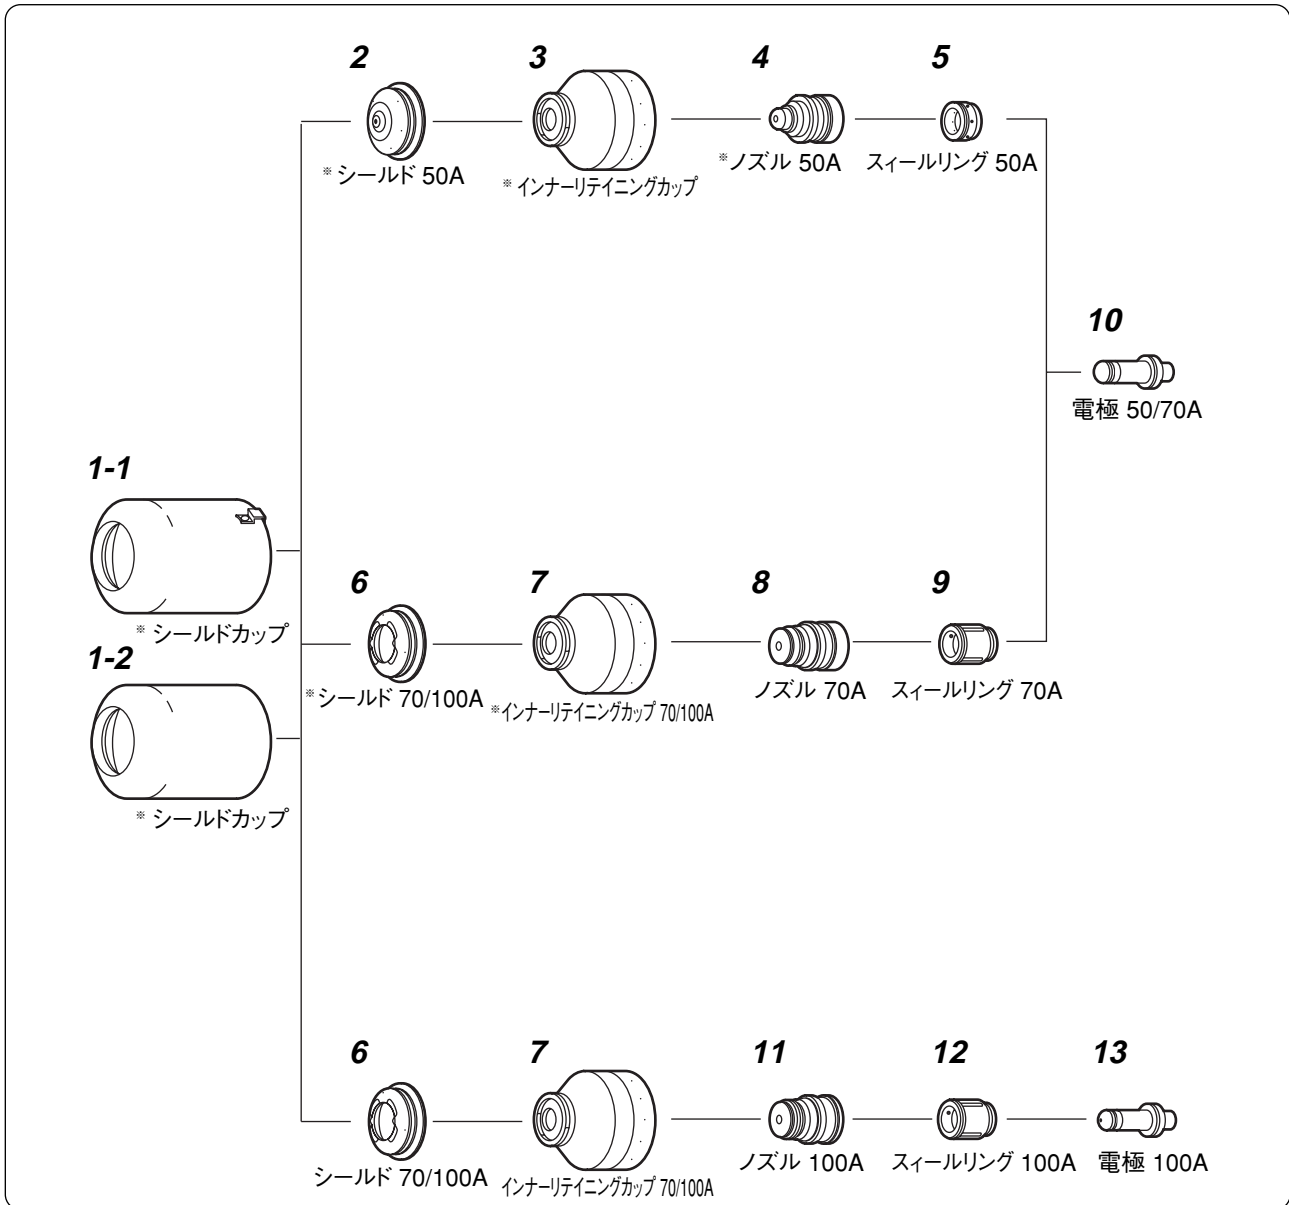 2
3
4
5
※ シールド 50A
※ インナーリテイニングカップ
※ノズル 50A
スィールリング 50A
10
電極 50/70A
1-1
※ シールドカップ
6
7
8
9
※シールド 70/100A
※インナーリテイニングカップ 70/100A
ノズル 70A
スィールリング 70A
1-2
※ シールドカップ
6
7
11
12
13
シールド 70/100A
インナーリテイニングカップ 70/100A
ノズル 100A
スィールリング 100A
電極 100A